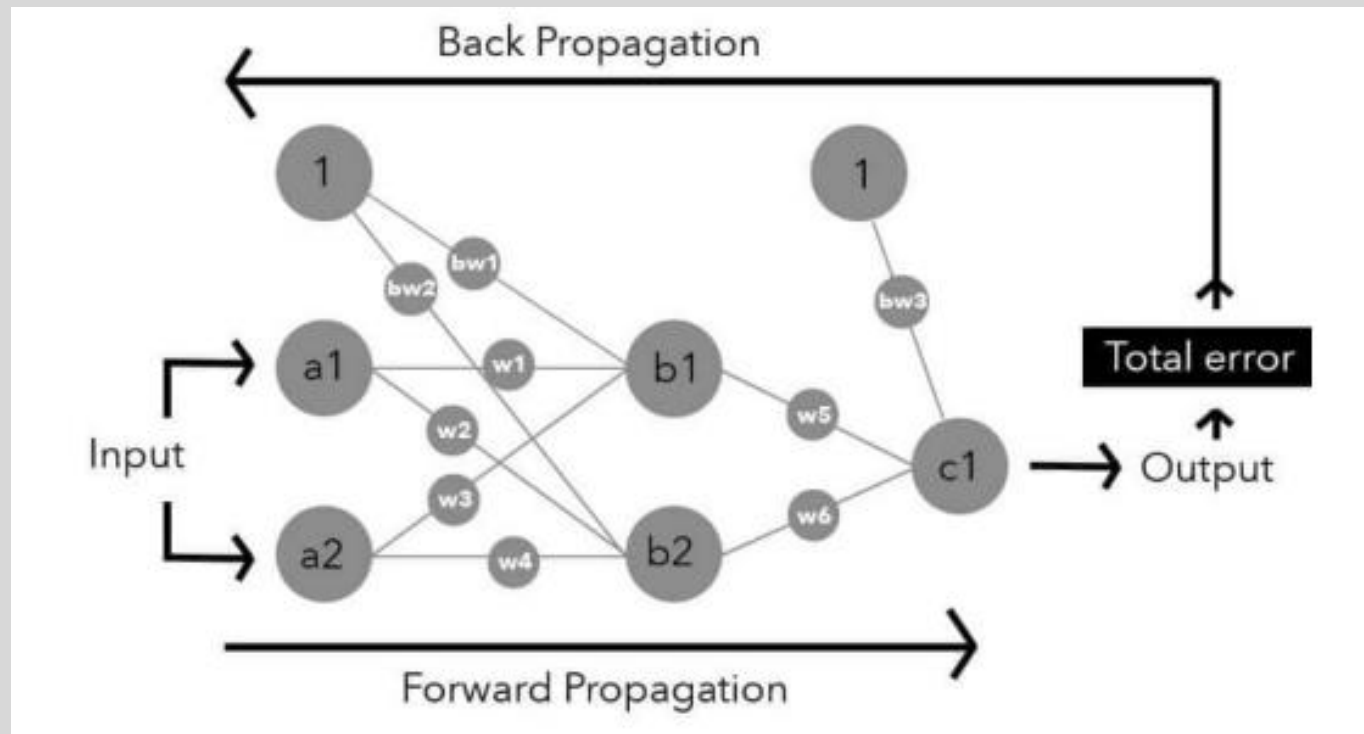 Back Propagation
1
1
bw1
bw2
bw3
a1
w1
b1
Total error
w2
w5
Input
c1
Output
w3
w6
a2
w4
b2
Forward Propagation